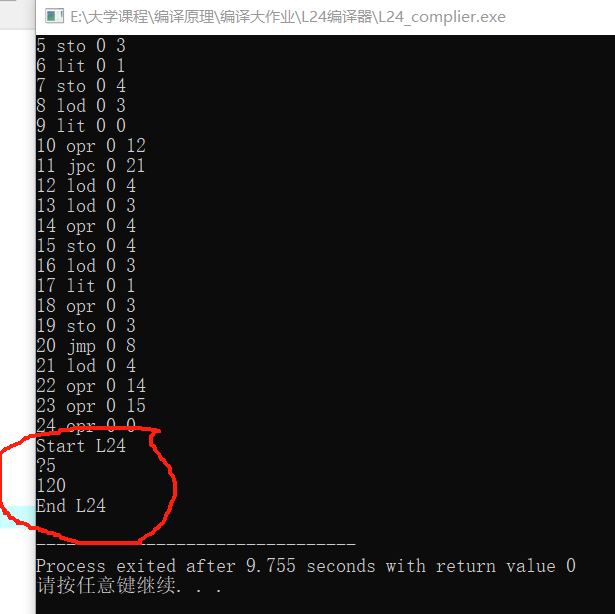 E:\大学课程\编译原理\编译大作业\L24编译器\L24_complier.exe
5 sto 0 3
6 lit 0 1
7 sto 0 4
8 lod 0 3
9 lit 0 0
10 opr 0 12
11 jpc 0 21
12 lod 0 4
13 lod 0 3
14 opr 0 4
15 sto 0 4
16 lod 0 3
17 lit 0 1
18 opr 0 3
19 sto 0 3
20 jmp 0 8
21 lod 0 4
22 opr 0 14
23 opr 0 15
24 opr 0 0
Start L24
?5
120
End L24
--------------------------------
Process exited after 9.755 seconds with return value 0
请按任意键继续. . .